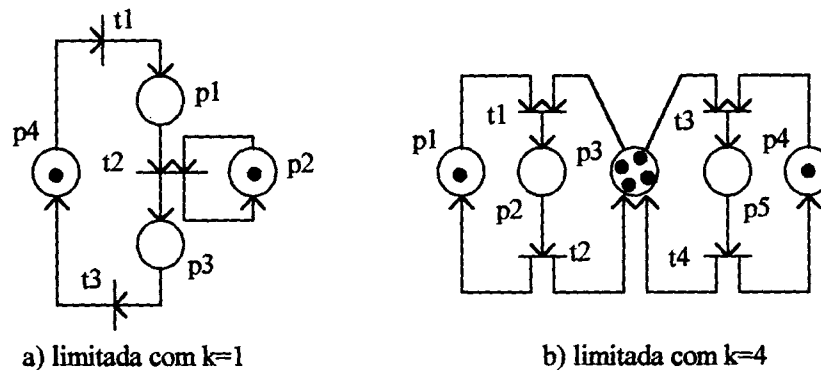 t1
p1
p4
t2
p2
p3
t3
a) limitada com k=1
t1
t3
p1
p3
p4
p2
p5
t2
t4
b) limitada com k=4